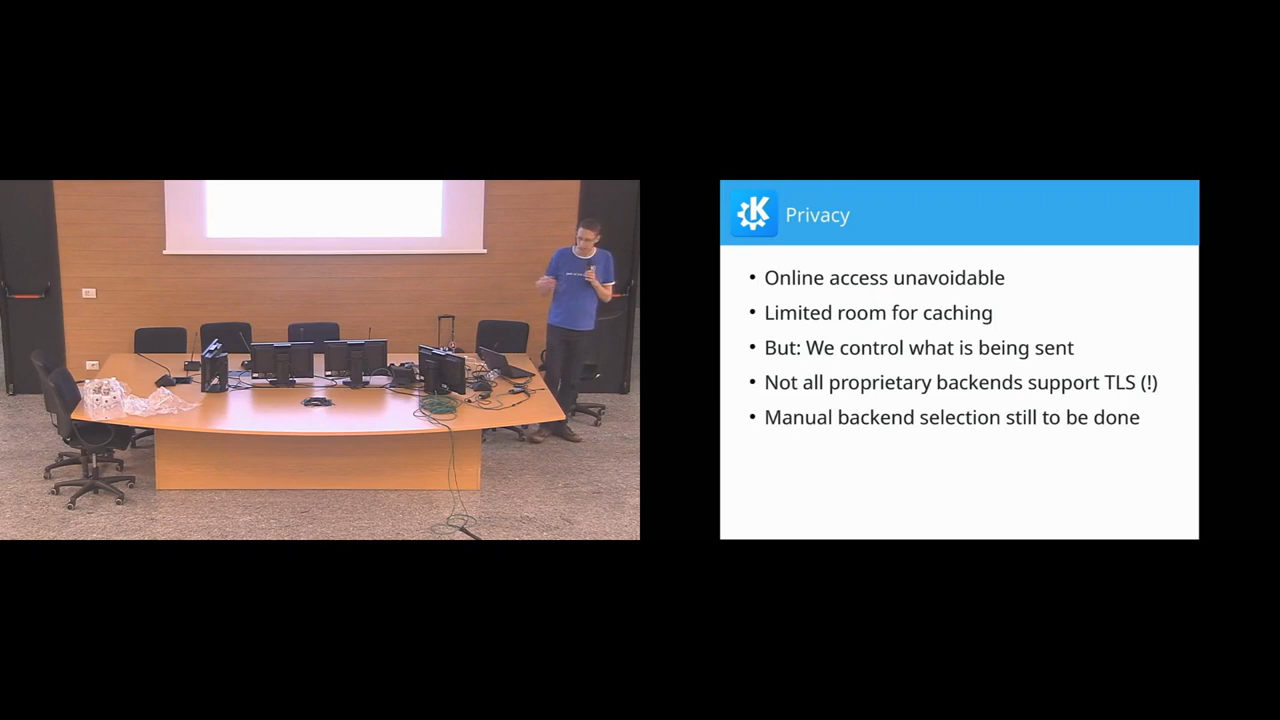 Privacy
• Online access unavoidable
• Limited room for caching
• But: We control what is being sent
• Not all proprietary backends support TLS (!)
• Manual backend selection still to be done